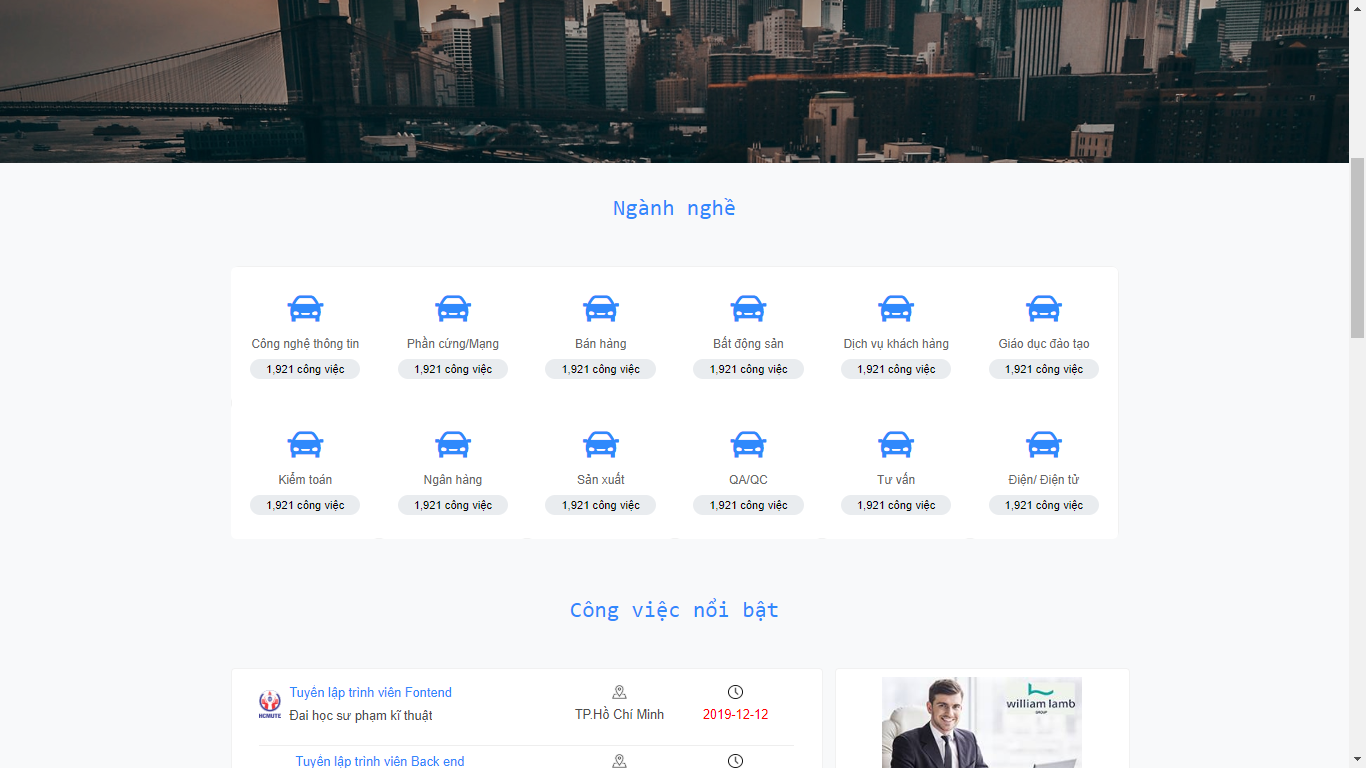 Ngành nghề
Công nghệ thông tin
Phần cứng/Mạng
Bán hàng
Bất động sản
Dịch vụ khách hàng
Giáo dục đào tạo
1,921 công việc
1,921 công việc
1,921 công việc
1,921 công việc
1,921 công việc
1,921 công việc
Kiểm toán
Ngân hàng
Sản xuất
QA/QC
Tư vấn
Điện/ Điện tử
1,921 công việc
1,921 công việc
1,921 công việc
1,921 công việc
1,921 công việc
1,921 công việc
Công việc nổi bật
HCMUTE
Tuyển lập trình viên Fontend
Đai học sư phạm kĩ thuật
TP.Hồ Chí Minh
2019-12-12
william lamb
GROUP
Tuyển lập trình viên Back end